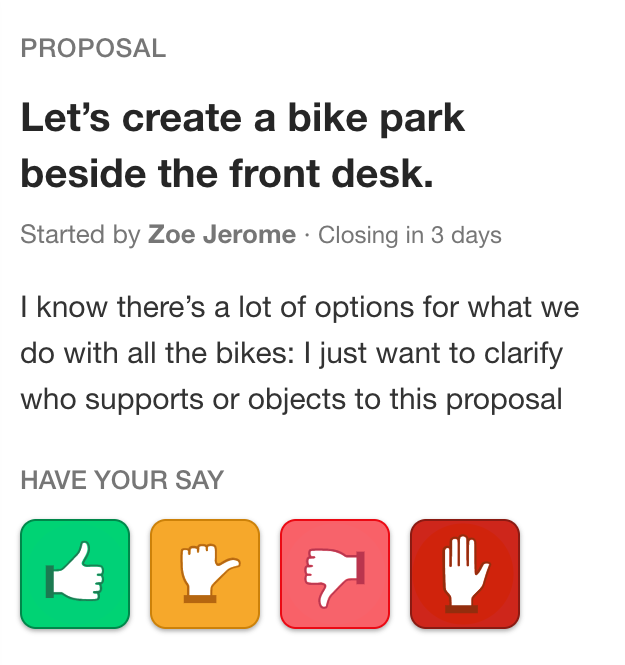 PROPOSAL
Let’s create a bike park
beside the front desk.
Started by Zoe Jerome · Closing in 3 days
I know there’s a lot of options for what we
do with all the bikes: I just want to clarify
who supports or objects to this proposal
HAVE YOUR SAY